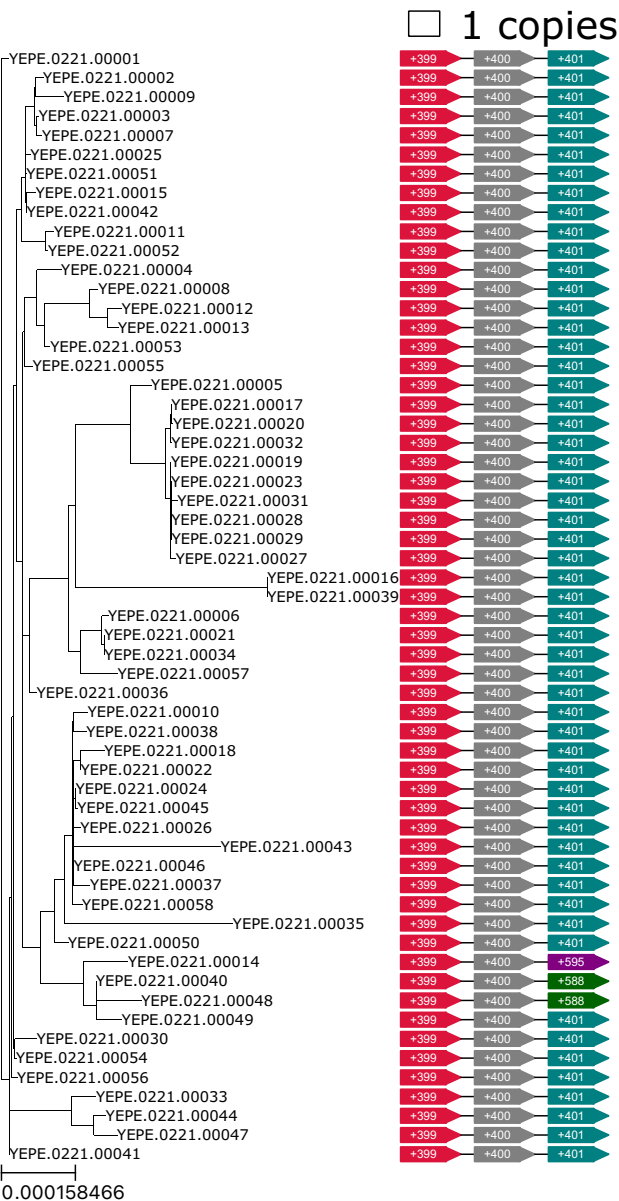 1 copies
YEPE.0221.00001 +399 +400 +401
YEPE.0221.00002 +399 +400 +401
YEPE.0221.00009 +399 +400 +401
YEPE.0221.00003 +399 +400 +401
YEPE.0221.00007 +399 +400 +401
YEPE.0221.00025 +399 +400 +401
YEPE.0221.00051 +399 +400 +401
YEPE.0221.00015 +399 +400 +401
YEPE.0221.00042 +399 +400 +401
YEPE.0221.00011 +399 +400 +401
YEPE.0221.00052 +399 +400 +401
YEPE.0221.00004 +399 +400 +401
YEPE.0221.00008 +399 +400 +401
YEPE.0221.00012 +399 +400 +401
YEPE.0221.00013 +399 +400 +401
YEPE.0221.00053 +399 +400 +401
YEPE.0221.00055 +399 +400 +401
YEPE.0221.00005 +399 +400 +401
YEPE.0221.00017 +399 +400 +401
YEPE.0221.00020 +399 +400 +401
YEPE.0221.00032 +399 +400 +401
YEPE.0221.00019 +399 +400 +401
YEPE.0221.00023 +399 +400 +401
YEPE.0221.00031 +399 +400 +401
YEPE.0221.00028 +399 +400 +401
YEPE.0221.00029 +399 +400 +401
YEPE.0221.00027 +399 +400 +401
YEPE.0221.00016 +399 +400 +401
YEPE.0221.00039 +399 +400 +401
YEPE.0221.00006 +399 +400 +401
YEPE.0221.00021 +399 +400 +401
YEPE.0221.00034 +399 +400 +401
YEPE.0221.00057 +399 +400 +401
YEPE.0221.00036 +399 +400 +401
YEPE.0221.00010 +399 +400 +401
YEPE.0221.00038 +399 +400 +401
YEPE.0221.00018 +399 +400 +401
YEPE.0221.00022 +399 +400 +401
YEPE.0221.00024 +399 +400 +401
YEPE.0221.00045 +399 +400 +401
YEPE.0221.00026 +399 +400 +401
YEPE.0221.00043 +399 +400 +401
YEPE.0221.00046 +399 +400 +401
YEPE.0221.00037 +399 +400 +401
YEPE.0221.00058 +399 +400 +401
YEPE.0221.00035 +399 +400 +401
YEPE.0221.00050 +399 +400 +401
YEPE.0221.00014 +399 +400 +595
YEPE.0221.00040 +399 +400 +588
YEPE.0221.00048 +399 +400 +588
YEPE.0221.00049 +399 +400 +401
YEPE.0221.00030 +399 +400 +401
YEPE.0221.00054 +399 +400 +401
YEPE.0221.00056 +399 +400 +401
YEPE.0221.00033 +399 +400 +401
YEPE.0221.00044 +399 +400 +401
YEPE.0221.00047 +399 +400 +401
YEPE.0221.00041 +399 +400 +401
0.000158466